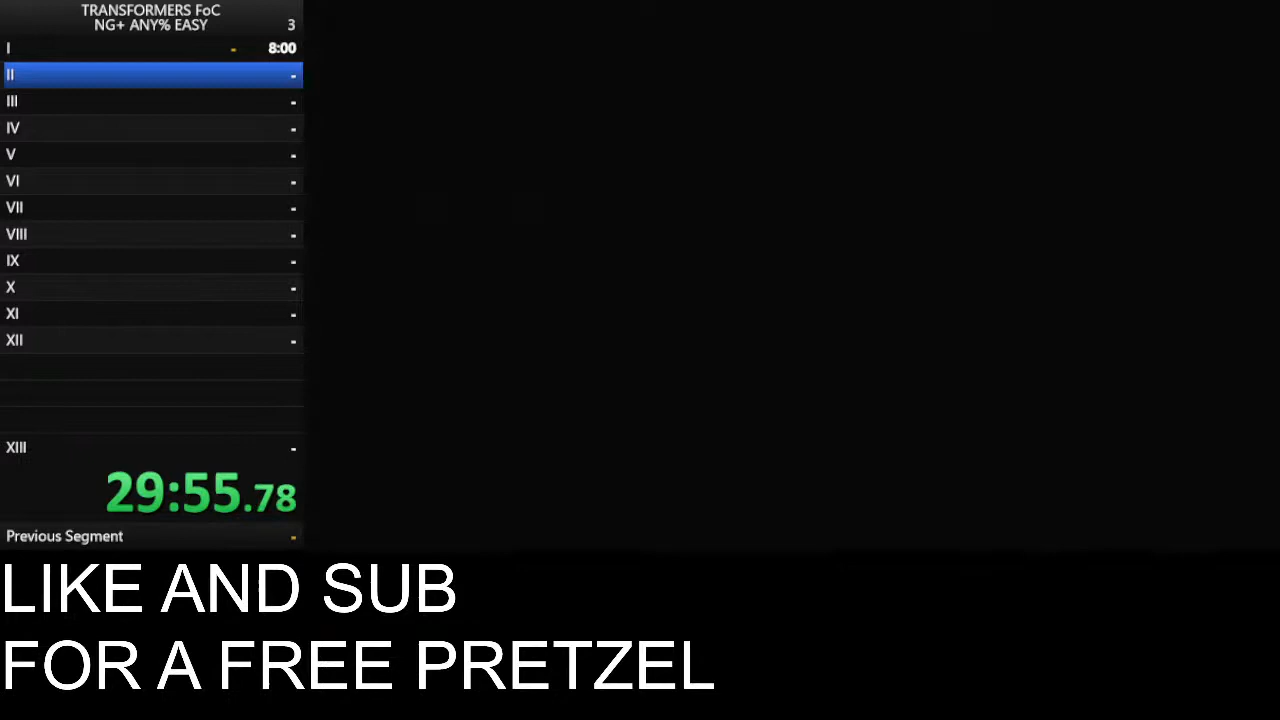 TRANSFORMERS FoC
NG+ ANY% EASY 3
I - 8:00
II -
III -
IV -
V -
VI -
VII -
VIII -
IX -
X -
XI -
XII -
XIII -
29:55.78
Previous Segment -
LIKE AND SUB
FOR A FREE PRETZEL